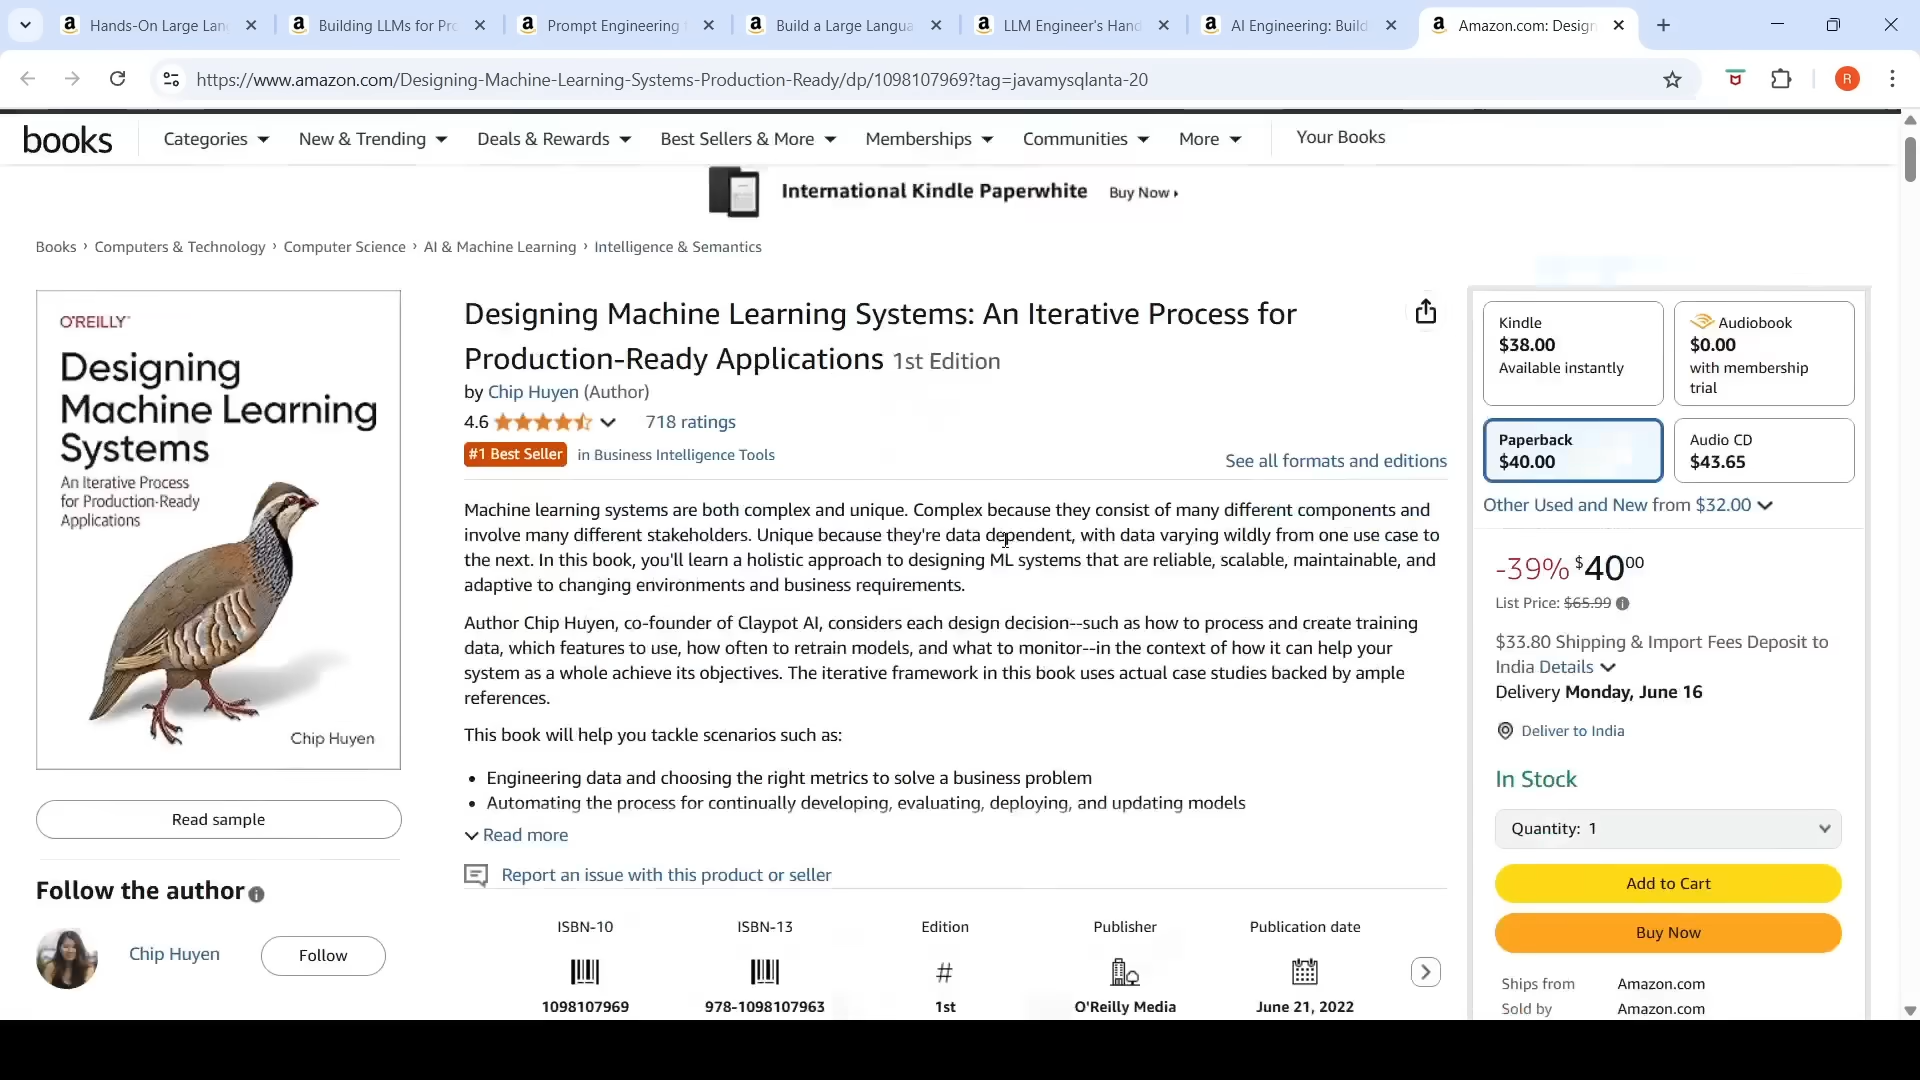 Hands-On Large Lan
Building LLMs for Pro
Prompt Engineering
Build a Large Langua
LLM Engineer's Hand
AI Engineering: Build
Amazon.com: Design
https://www.amazon.com/Designing-Machine-Learning-Systems-Production-Ready/dp/1098107969?tag=javamysqlanta-20
R
books
Categories
New & Trending
Deals & Rewards
Best Sellers & More
Memberships
Communities
More
Your Books
International Kindle Paperwhite
Buy Now
Books › Computers & Technology › Computer Science › AI & Machine Learning › Intelligence & Semantics
O'REILLY
Designing
Machine Learning
Systems
An Iterative Process
for Production-Ready
Applications
Chip Huyen
Read sample
Follow the author
Chip Huyen
Follow
Designing Machine Learning Systems: An Iterative Process for
Production-Ready Applications 1st Edition
by Chip Huyen (Author)
4.6
718 ratings
#1 Best Seller in Business Intelligence Tools
See all formats and editions
Machine learning systems are both complex and unique. Complex because they consist of many different components and
involve many different stakeholders. Unique because they're data dependent, with data varying wildly from one use case to
the next. In this book, you'll learn a holistic approach to designing ML systems that are reliable, scalable, maintainable, and
adaptive to changing environments and business requirements.
Author Chip Huyen, co-founder of Claypot AI, considers each design decision--such as how to process and create training
data, which features to use, how often to retrain models, and what to monitor--in the context of how it can help your
system as a whole achieve its objectives. The iterative framework in this book uses actual case studies backed by ample
references.
This book will help you tackle scenarios such as:
• Engineering data and choosing the right metrics to solve a business problem
• Automating the process for continually developing, evaluating, deploying, and updating models
Read more
Report an issue with this product or seller
ISBN-10
1098107969
ISBN-13
978-1098107963
Edition
#
1st
Publisher
O'Reilly Media
Publication date
June 21, 2022
Kindle
$38.00
Available instantly
Audiobook
$0.00
with membership
trial
Paperback
$40.00
Audio CD
$43.65
Other Used and New from $32.00
-39% $40 00
List Price: $65.99
$33.80 Shipping & Import Fees Deposit to
India Details
Delivery Monday, June 16
Deliver to India
In Stock
Quantity: 1
Add to Cart
Buy Now
Ships from Amazon.com
Sold by Amazon.com